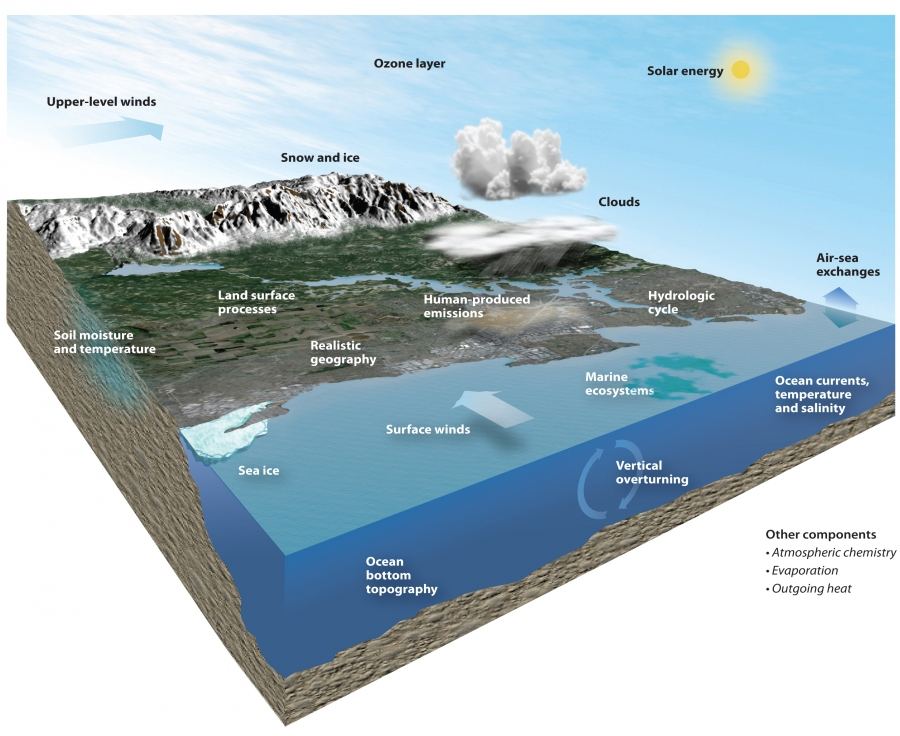 Ozone layer
Solar energy
Upper-level winds
Snow and ice
Clouds
Air-sea
exchanges
Land surface
processes
Human-produced
emissions
Hydrologic
cycle
Soil moisture
and temperature
Realistic
geography
Marine
ecosystems
Ocean currents,
temperature
and salinity
Surface winds
Sea ice
Vertical
overturning
Ocean
bottom
topography
Other components
• Atmospheric chemistry
• Evaporation
• Outgoing heat